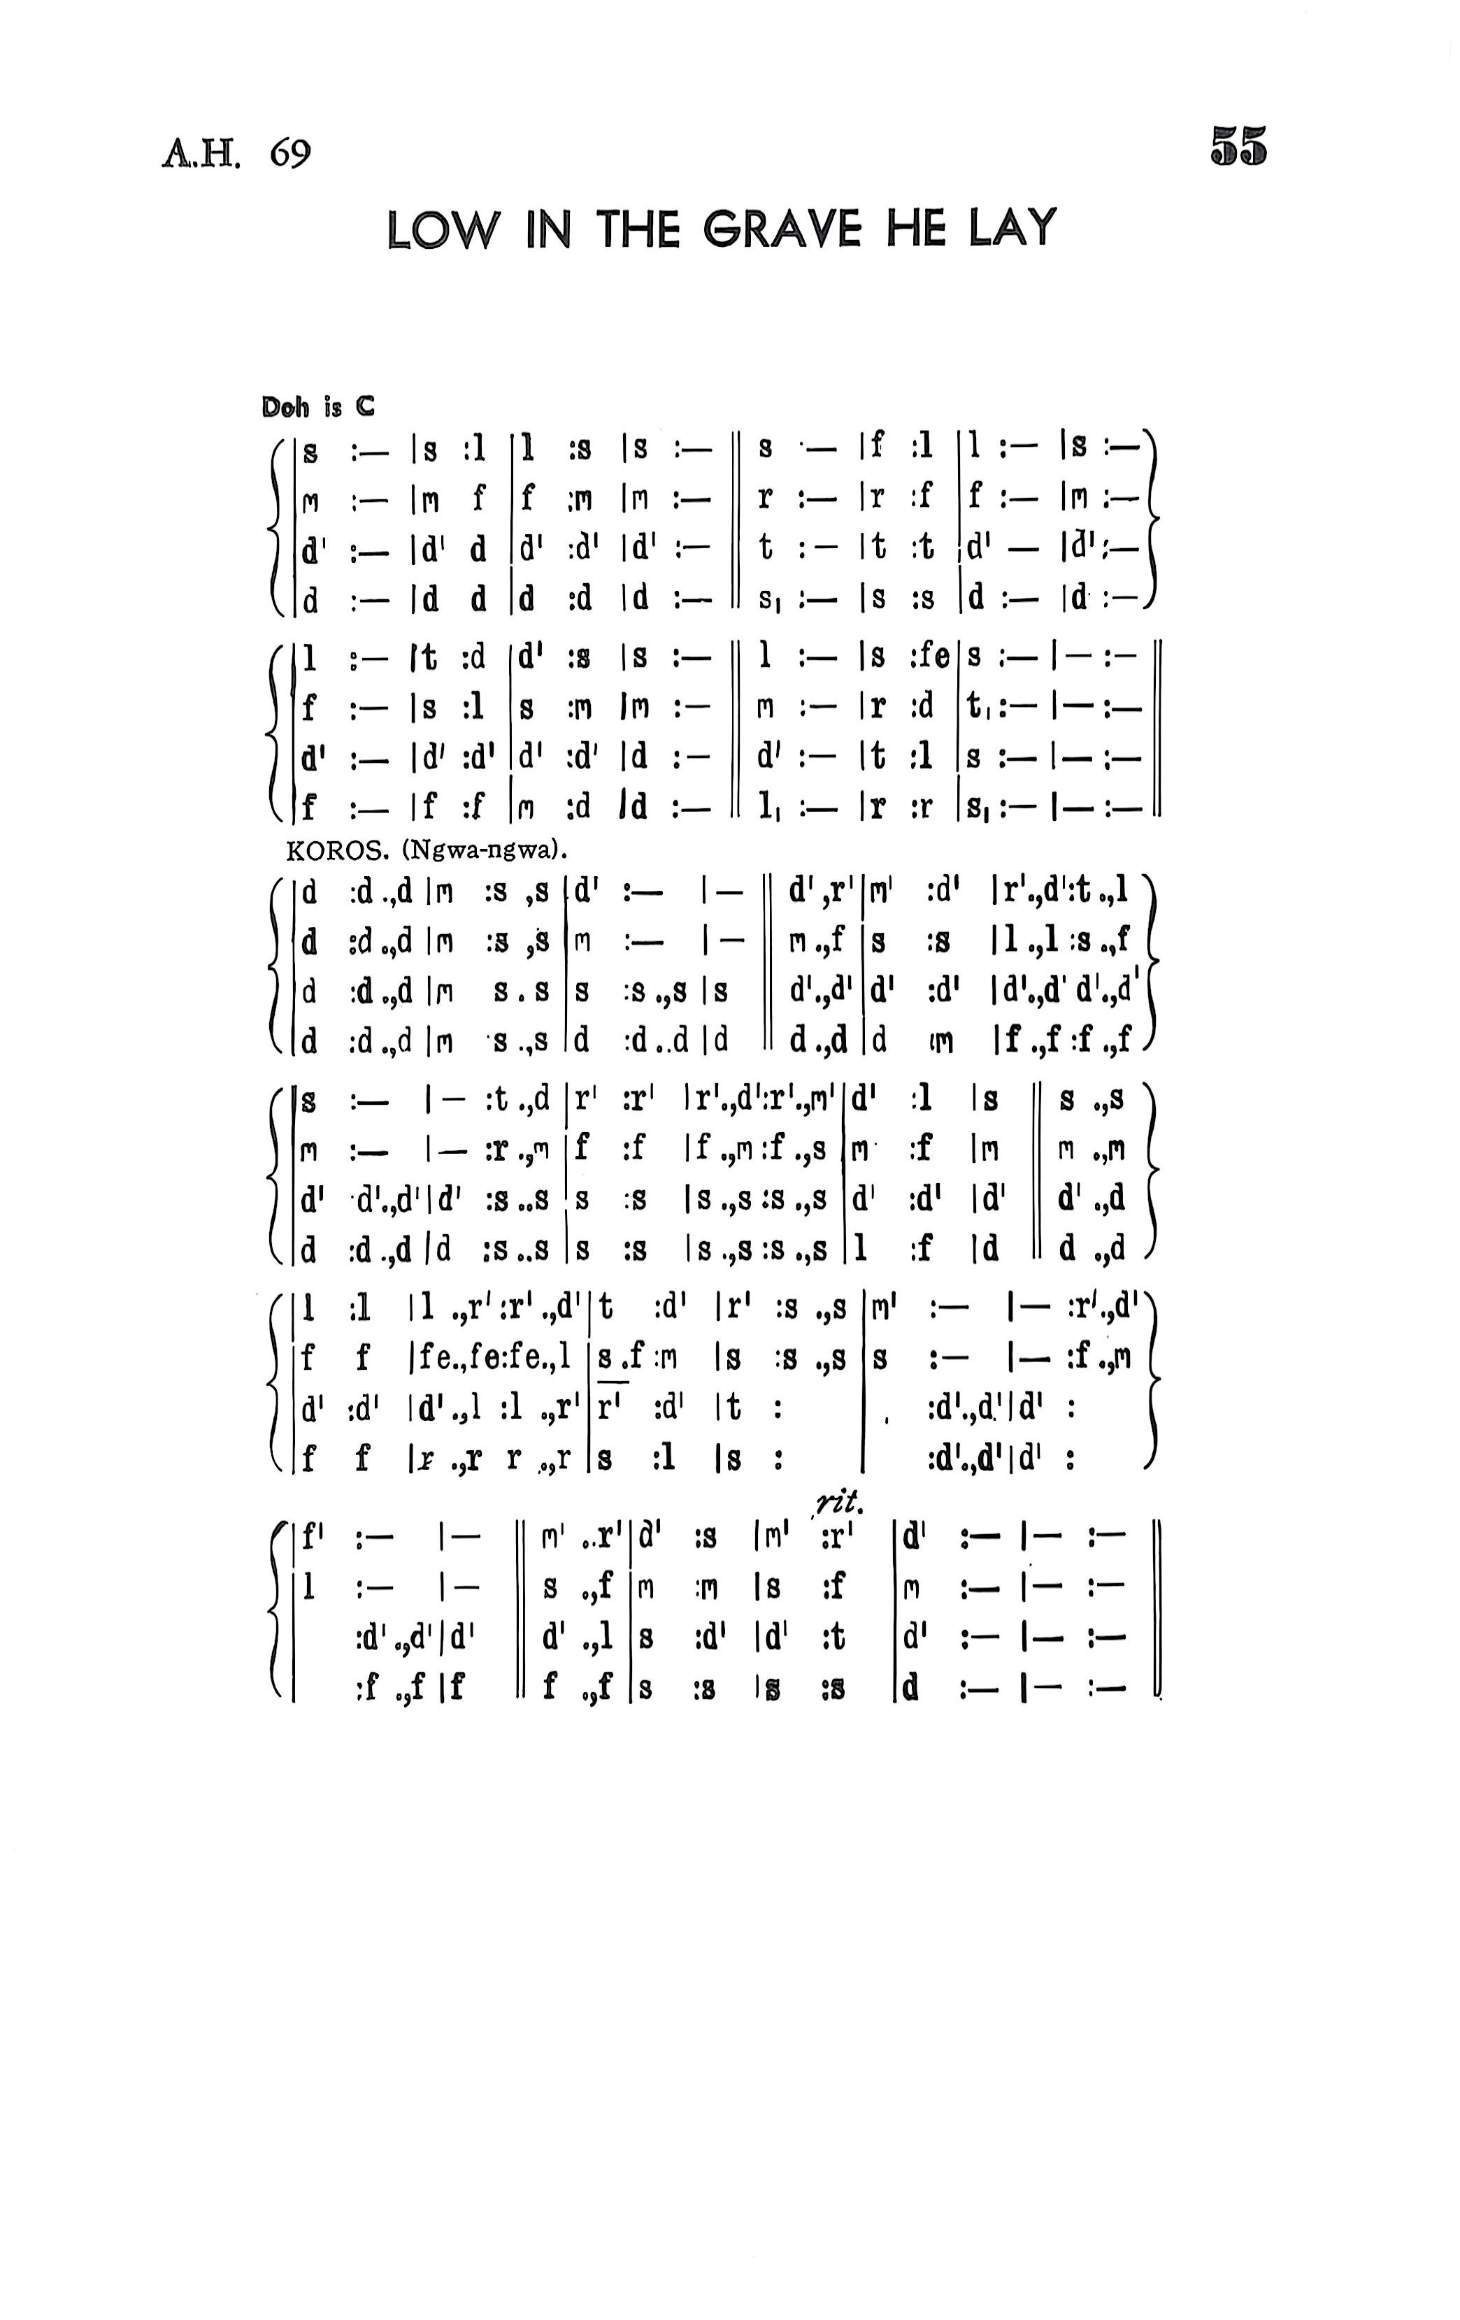 A.H. 69 55
LOW IN THE GRAVE HE LAY
Doh is C
|s :— |s :l |l :s |s :— || s ·— |f :l |l :— |s :—
|m :— |m f |f :m |m :— || r :— |r :f |f :— |m :—
|d' :— |d' d |d' :d' |d' :— || t :— |t :t |d' — |d' :—
|d :— |d d |d :d |d :— || s, :— |s :s |d :— |d :—
|l :— |t :d |d' :s |s :— || l :— |s :fe|s :— |— :— ||
|f :— |s :l |s :m |m :— || m :— |r :d |t, :— |— :—
|d' :— |d' :d' |d' :d' |d :— || d' :— |t :l |s :— |— :—
|f :— |f :f |m :d |d :— || l, :— |r :r |s, :— |— :— ||
KOROS. (Ngwa-ngwa).
|d :d .,d |m :s ,s |d' :— |— || d' ,r' |m' :d' |r'.,d':t .,l
|d :d .,d |m :s ,s |m :— |— || m .,f |s :s |l .,l :s .,f
|d :d .,d |m s . s |s :s .,s |s || d'.,d' |d' :d' |d'.,d' d'.,d'
|d :d .,d |m ·s .,s |d :d ..d |d || d .,d |d :m |f .,f :f .,f
|s :— |— :t .,d |r' :r' |r'.,d':r'.,m' |d' :l |s || s .,s
|m :— |— :r .,m |f :f |f .,m :f .,s |m· :f |m || m .,m
|d' ·d'.,d' |d' :s ..s |s :s |s .,s :s .,s |d' :d' |d' || d' .,d
|d :d .,d |d :s ..s |s :s |s .,s :s .,s |l :f |d || d .,d
|l :l |l .,r' :r' .,d' |t :d' |r' :s .,s |m' :— |— :r'.,d'
|f f |fe.,fe:fe.,l |s .f :m |s :s .,s |s :— |— :f .,m
|d' :d' |d' .,l :l .,r' |r' :d' |t : | . :d'.,d.' |d' :
|f f |r .,r r .,r |s :l |s : | :d'.,d' |d' :
rit.
|f' :— |— || m' ..r' |d' :s |m' :r' |d' :— |— :— ||
|l :— |— || s .,f |m :m |s :f |m :— |— :—
:d' .,d' |d' || d' .,l |s :d' |d' :t |d' :— |— :—
:f .,f |f || f .,f |s :s |s :s |d :— |— :— ||